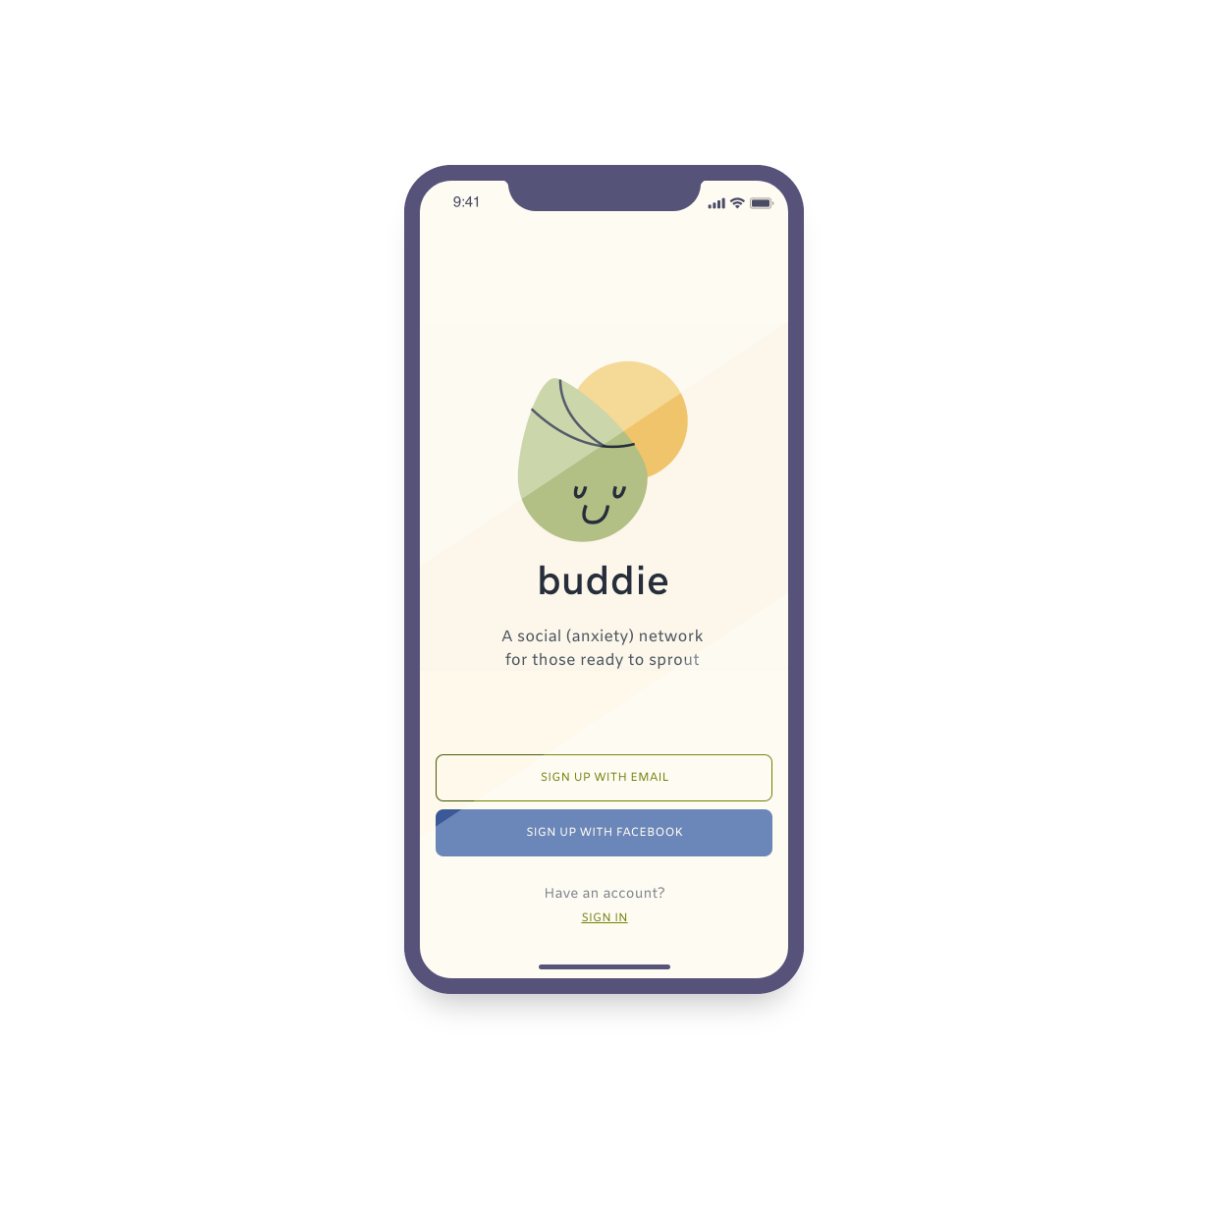 9:41
buddie
A social (anxiety) network
for those ready to sprout
SIGN UP WITH EMAIL
SIGN UP WITH FACEBOOK
Have an account?
SIGN IN